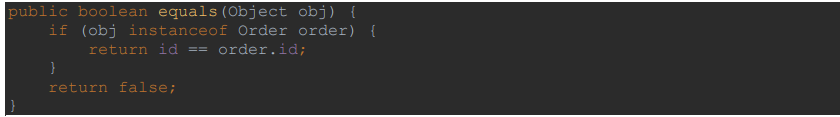 public boolean equals(Object obj) {
    if (obj instanceof Order order) {
        return id == order.id;
    }
    return false;
}